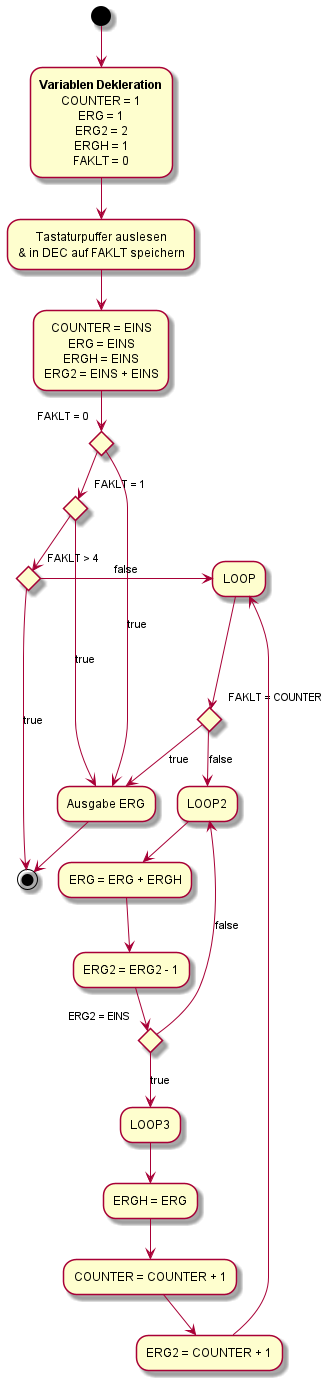 Variablen Dekleration
COUNTER = 1
ERG = 1
ERG2 = 2
ERGH = 1
FAKLT = 0
Tastaturpuffer auslesen
& in DEC auf FAKLT speichern
COUNTER = EINS
ERG = EINS
ERGH = EINS
ERG2 = EINS + EINS
FAKLT = 0
FAKLT = 1
FAKLT > 4
false
LOOP
true
true
FAKLT = COUNTER
true
true
false
Ausgabe ERG
LOOP2
ERG = ERG + ERGH
false
ERG2 = ERG2 - 1
ERG2 = EINS
true
LOOP3
ERGH = ERG
COUNTER = COUNTER + 1
ERG2 = COUNTER + 1